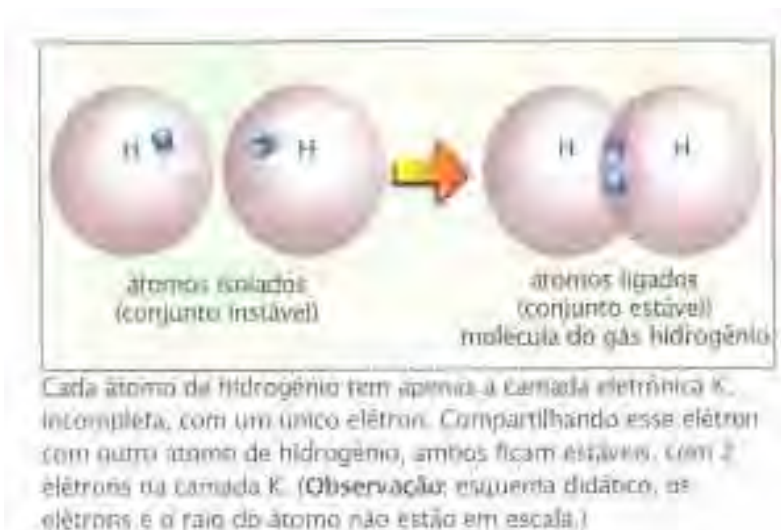 H H H H
átomos isolados
(conjunto instável)
átomos ligados
(conjunto estável)
molécula do gás hidrogênio
Cada átomo de hidrogênio tem apenas a camada eletrônica K,
incompleta, com um único elétron. Compartilhando esse elétron
com outro átomo de hidrogênio, ambos ficam estáveis, com 2
elétrons na camada K. (Observação: esquema didático, os
elétrons e o raio do átomo não estão em escala.)